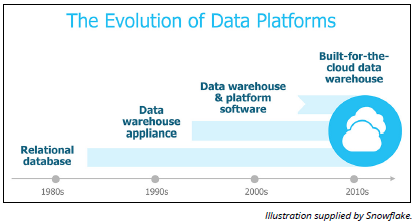 The Evolution of Data Platforms
Built-for-the-
cloud data
warehouse
Data warehouse
& platform
software
Data
warehouse
appliance
Relational
database
1980s
1990s
2000s
2010s
Illustration supplied by Snowflake.